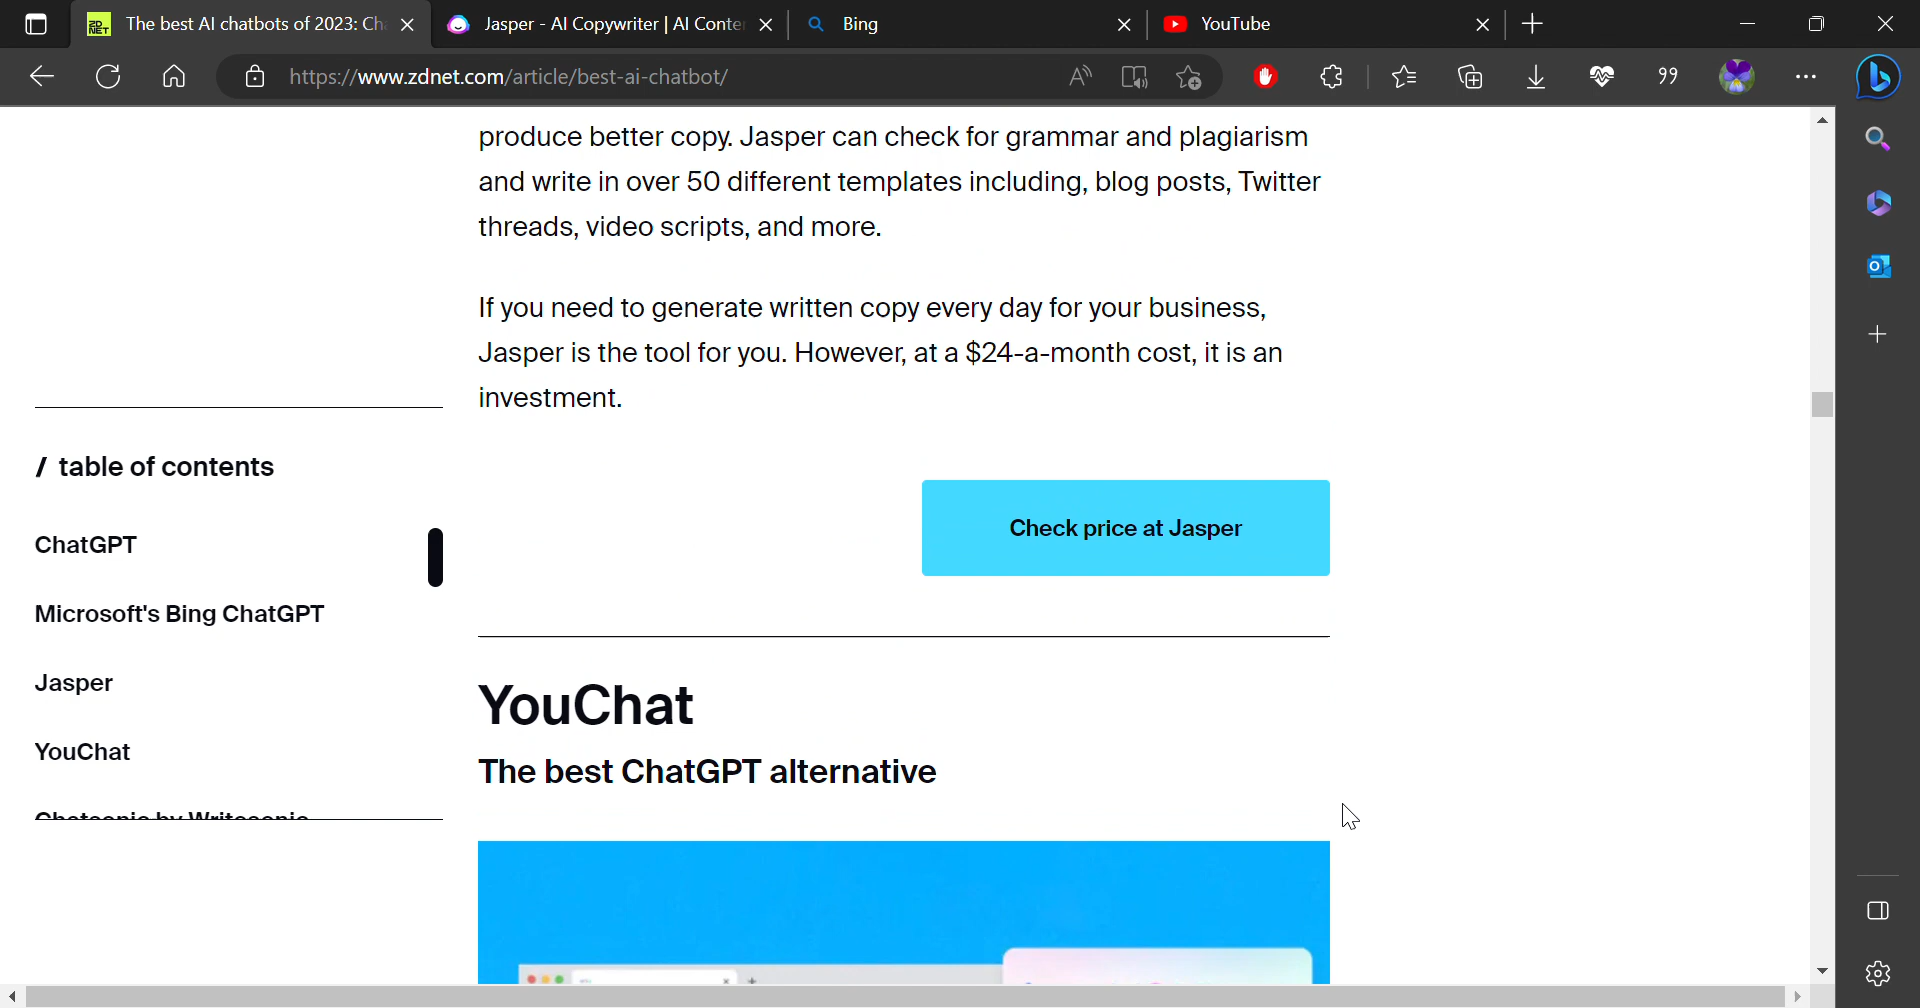 The best AI chatbots of 2023: Ch
Jasper - AI Copywriter | AI Conte
Bing
YouTube
https://www.zdnet.com/article/best-ai-chatbot/
produce better copy. Jasper can check for grammar and plagiarism
and write in over 50 different templates including, blog posts, Twitter
threads, video scripts, and more.
If you need to generate written copy every day for your business,
Jasper is the tool for you. However, at a $24-a-month cost, it is an
investment.
/ table of contents
Check price at Jasper
ChatGPT
Microsoft's Bing ChatGPT
Jasper
YouChat
Chatsonic by Writesonic
YouChat
The best ChatGPT alternative